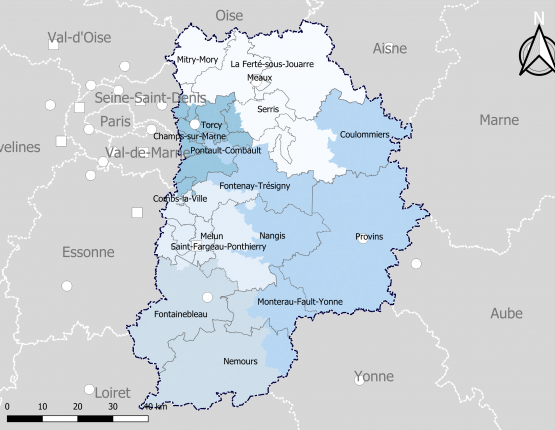 Oise
Val-d'Oise
Aisne
Mitry-Mory
La Ferté-sous-Jouarre
Meaux
Seine-Saint-Denis
Serris
Paris
Torcy
Marne
Champs-sur-Marne
Coulommiers
velines
Val-de-Marne
Pontault-Combault
Fontenay-Trésigny
Combs-la-Ville
Melun
Nangis
Provins
Saint-Fargeau-Ponthierry
Essonne
Monterau-Fault-Yonne
Fontainebleau
Aube
Nemours
Yonne
Loiret
0 10 20 30 40 km